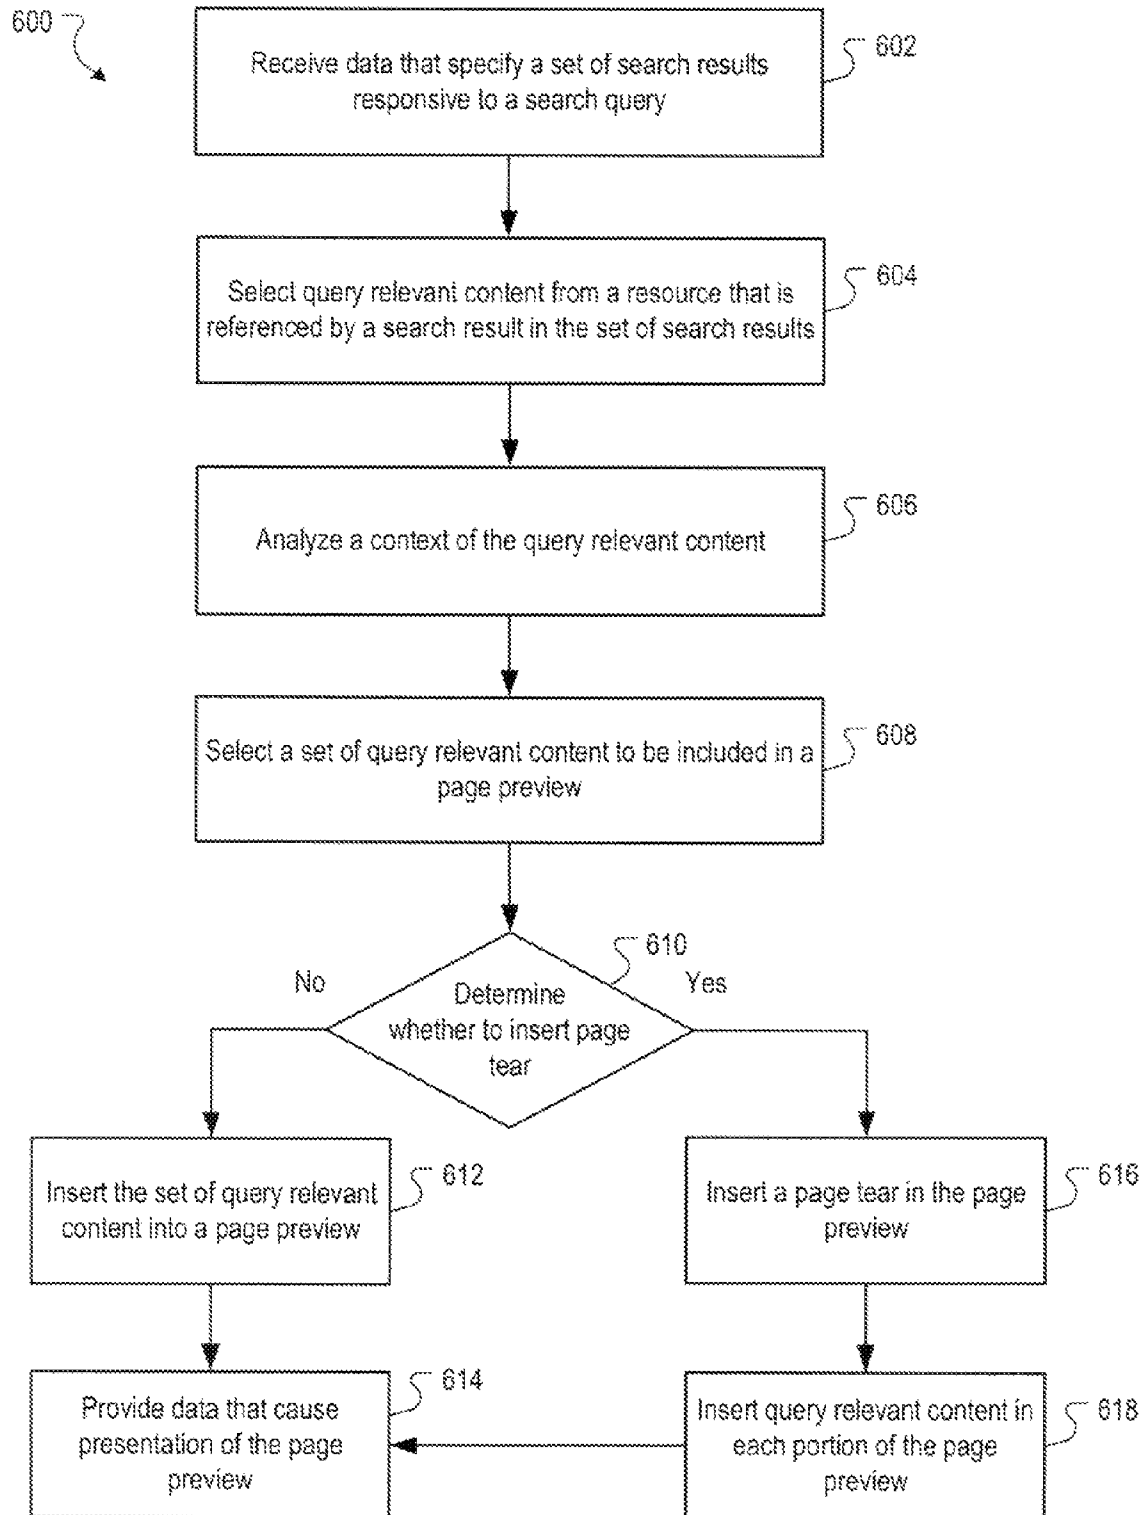 600
Receive data that specify a set of search results
responsive to a search query
602
Select query relevant content from a resource that is
referenced by a search result in the set of search results
604
Analyze a context of the query relevant content
606
Select a set of query relevant content to be included in a
page preview
608
610
No
Yes
Determine
whether to insert page
tear
Insert the set of query relevant
content into a page preview
612
Insert a page tear in the page
preview
616
Provide data that cause
presentation of the page
preview
614
Insert query relevant content in
each portion of the page
preview
618